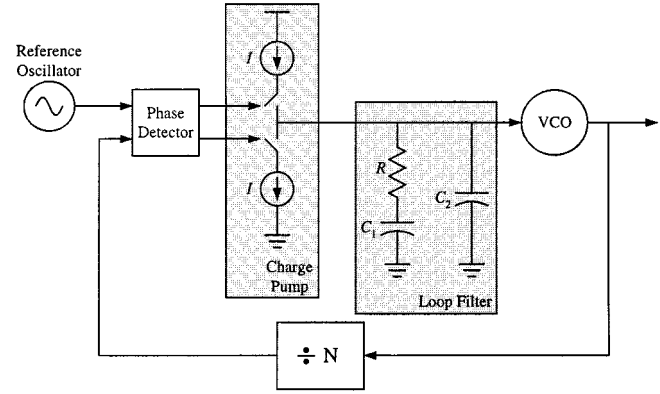 Reference
Oscillator
Phase
Detector
I
I
Charge
Pump
R
C1
C2
Loop Filter
VCO
÷ N